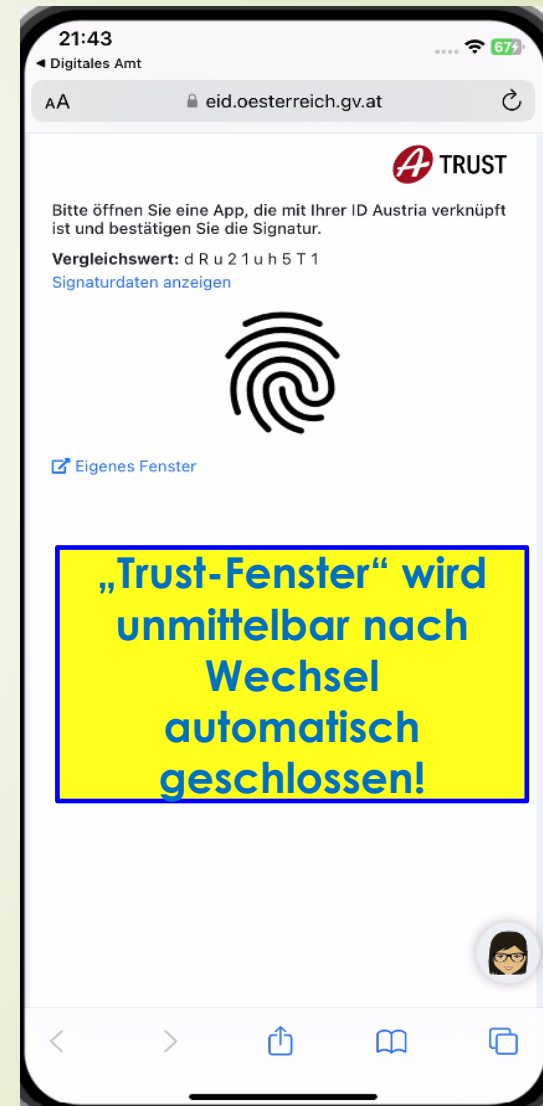 21:43
67
◀ Digitales Amt
AA eid.oesterreich.gv.at
A TRUST
Bitte öffnen Sie eine App, die mit Ihrer ID Austria verknüpft
ist und bestätigen Sie die Signatur.
Vergleichswert: d R u 2 1 u h 5 T 1
Signaturdaten anzeigen
Eigenes Fenster
„Trust-Fenster“ wird
unmittelbar nach
Wechsel
automatisch
geschlossen!